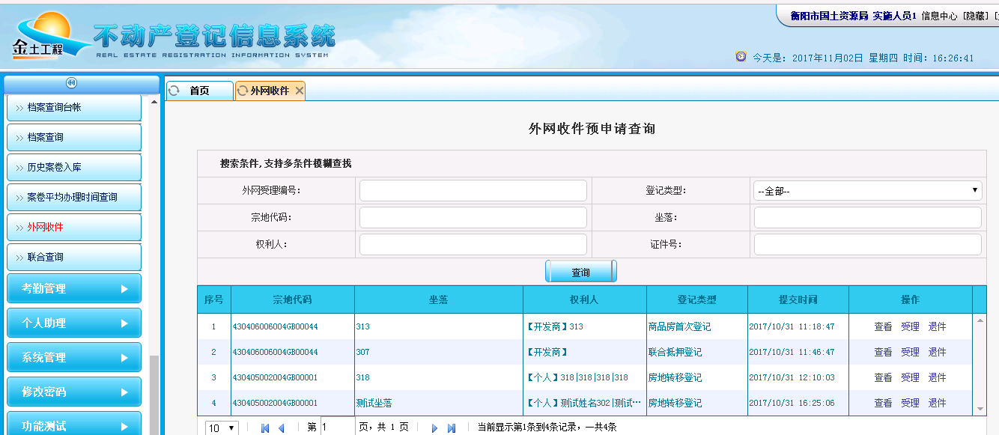 衡阳市国土资源局 实施人员1 信息中心 [隐藏] [
金土工程
不动产登记信息系统
REAL ESTATE REGISTRATION INFORMATION SYSTEM
今天是: 2017年11月02日 星期四 时间: 16:26:41
首页 外网收件
档案查询台帐
档案查询
历史案卷入库
案卷平均办理时间查询
外网收件
联合查询
考勤管理
个人助理
系统管理
修改密码
功能测试
外网收件预申请查询
搜索条件,支持多条件模糊查找
外网受理编号: 登记类型: --全部--
宗地代码: 坐落:
权利人: 证件号:
查询
序号 宗地代码 坐落 权利人 登记类型 提交时间 操作
1 430406006004GB00044 313 【开发商】313 商品房首次登记 2017/10/31 11:18:47 查看 受理 退件
2 430406006004GB00044 307 【开发商】 联合抵押登记 2017/10/31 11:46:47 查看 受理 退件
3 430405002004GB00001 318 【个人】318|318|318|318 房地转移登记 2017/10/31 12:10:03 查看 受理 退件
4 430405002004GB00001 测试坐落 【个人】测试姓名302|测试… 房地转移登记 2017/10/31 16:25:06 查看 受理 退件
10 第 1 页，共 1 页 当前显示第1条到4条记录，一共4条